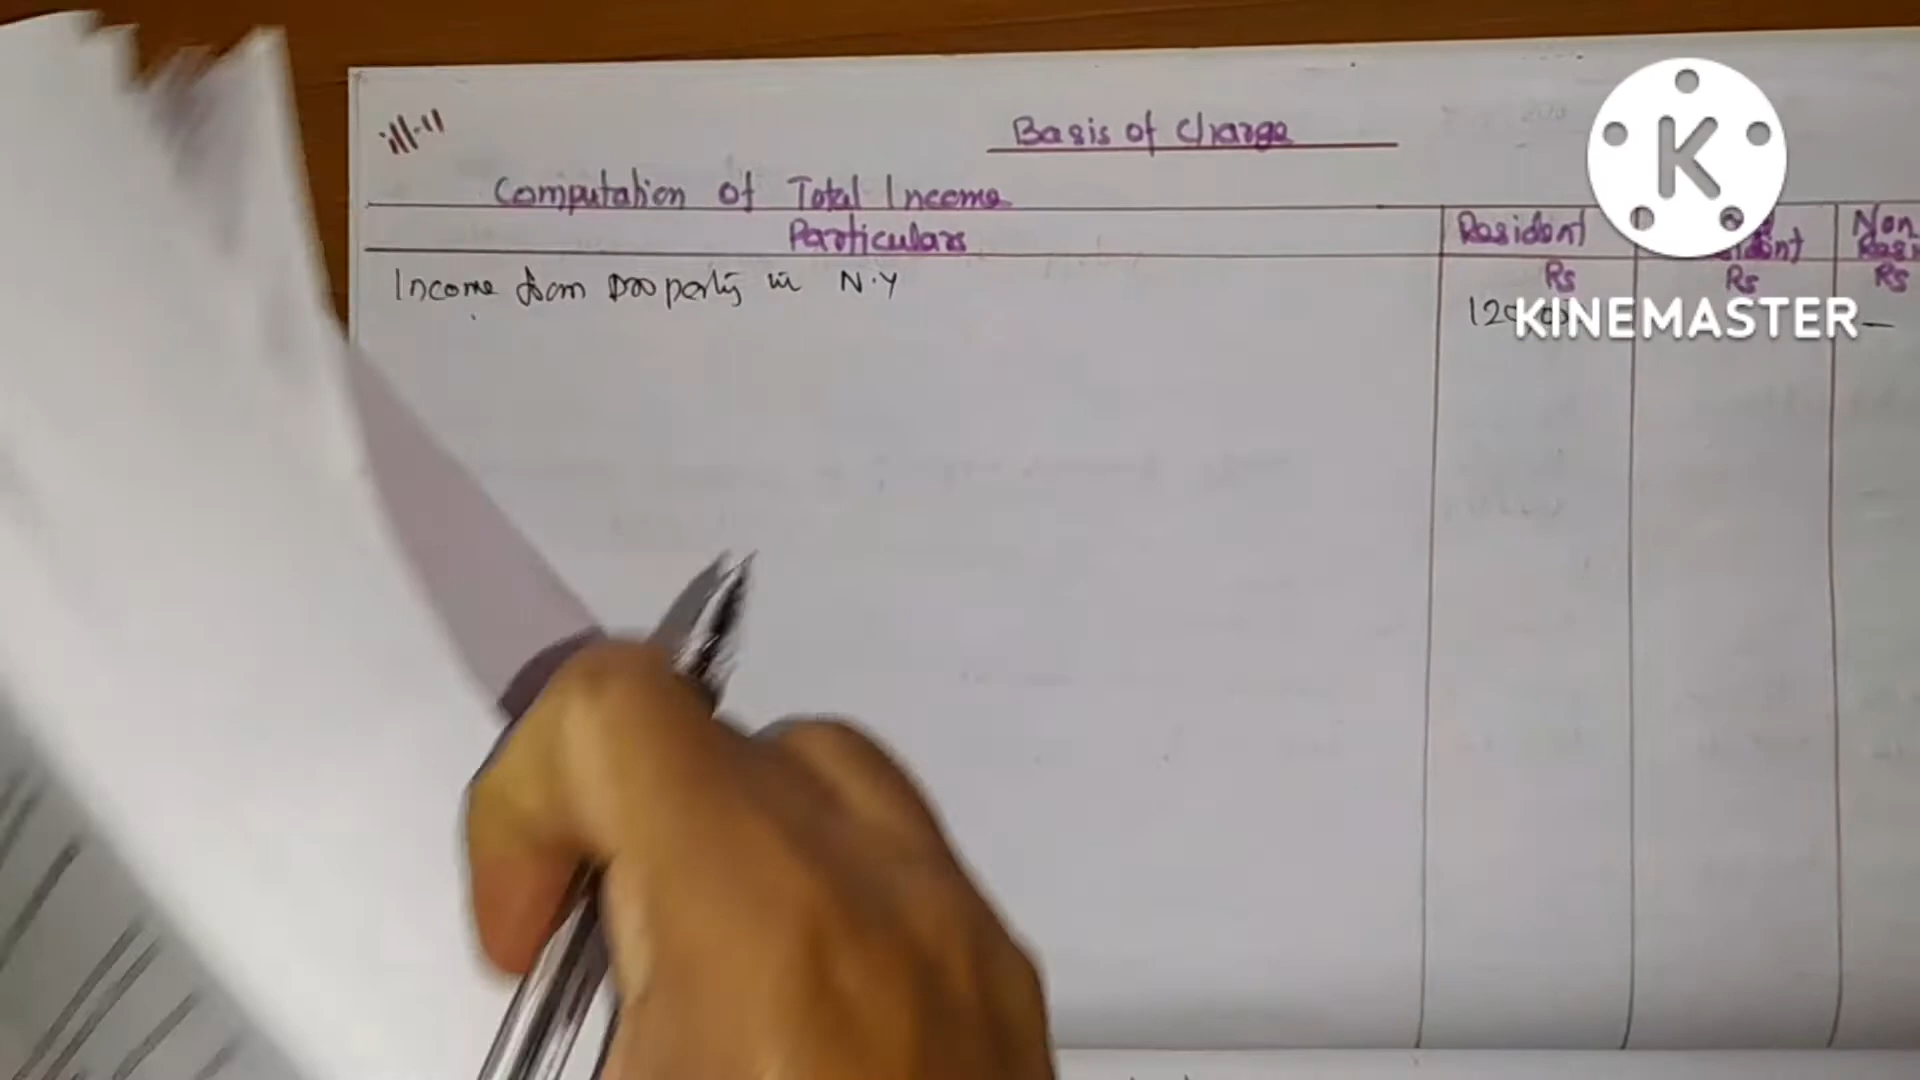 Ill-11
Basis of Charge
Computation of Total Income
Particulars
Resident
Non
Rs
Rs
Rs
Income from property in N.Y
—
K
KINEMASTER